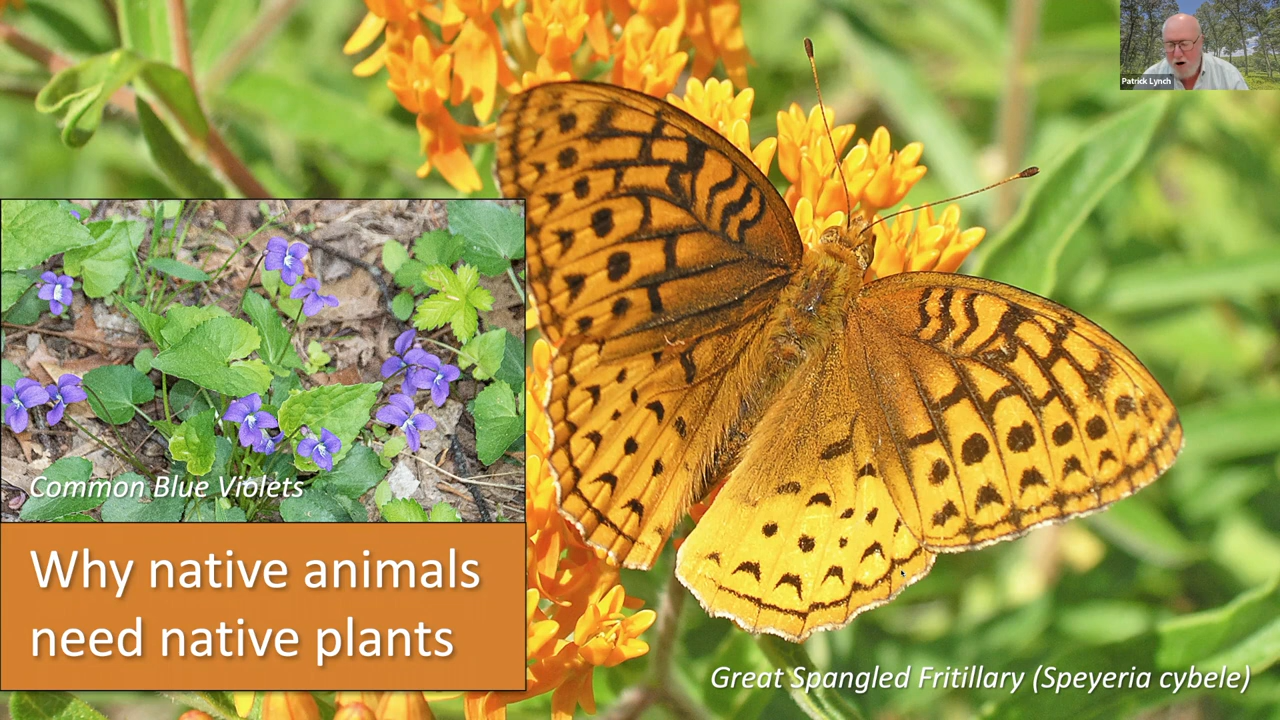 Patrick Lynch
Common Blue Violets
Why native animals
need native plants
Great Spangled Fritillary (Speyeria cybele)